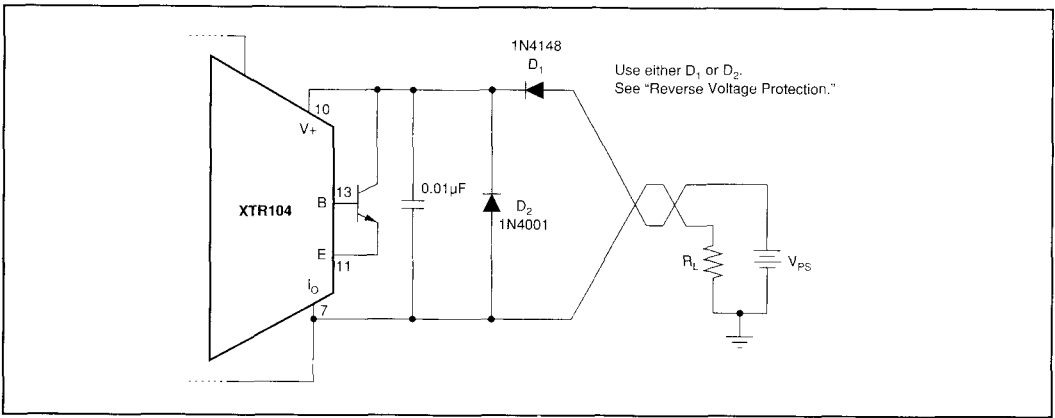 1N4148
D1
Use either D1 or D2.
See "Reverse Voltage Protection."
10
V+
13
B
0.01µF
XTR104
D2
1N4001
E
11
RL
VPS
iO
7